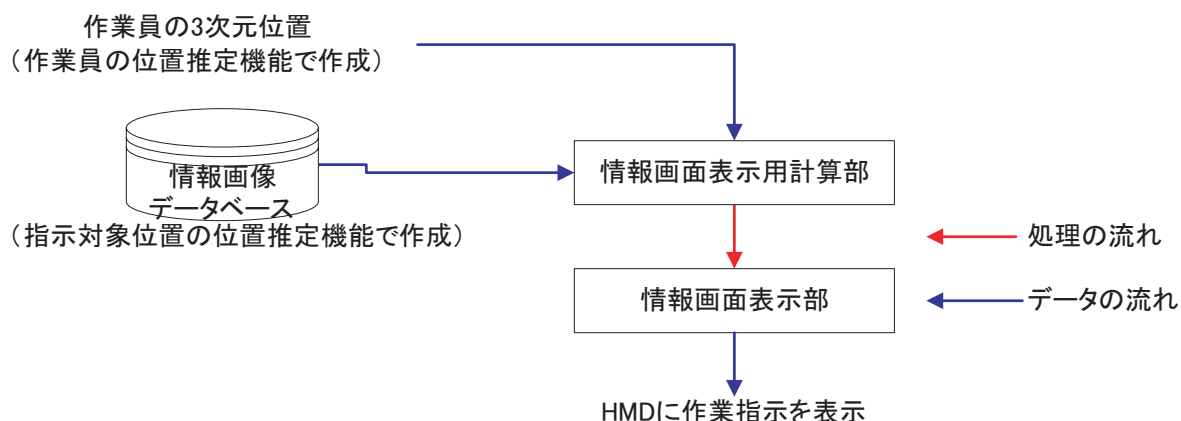 作業員の3次元位置
（作業員の位置推定機能で作成）
情報画像
データベース
（指示対象位置の位置推定機能で作成）
情報画面表示用計算部
処理の流れ
情報画面表示部
データの流れ
HMDに作業指示を表示